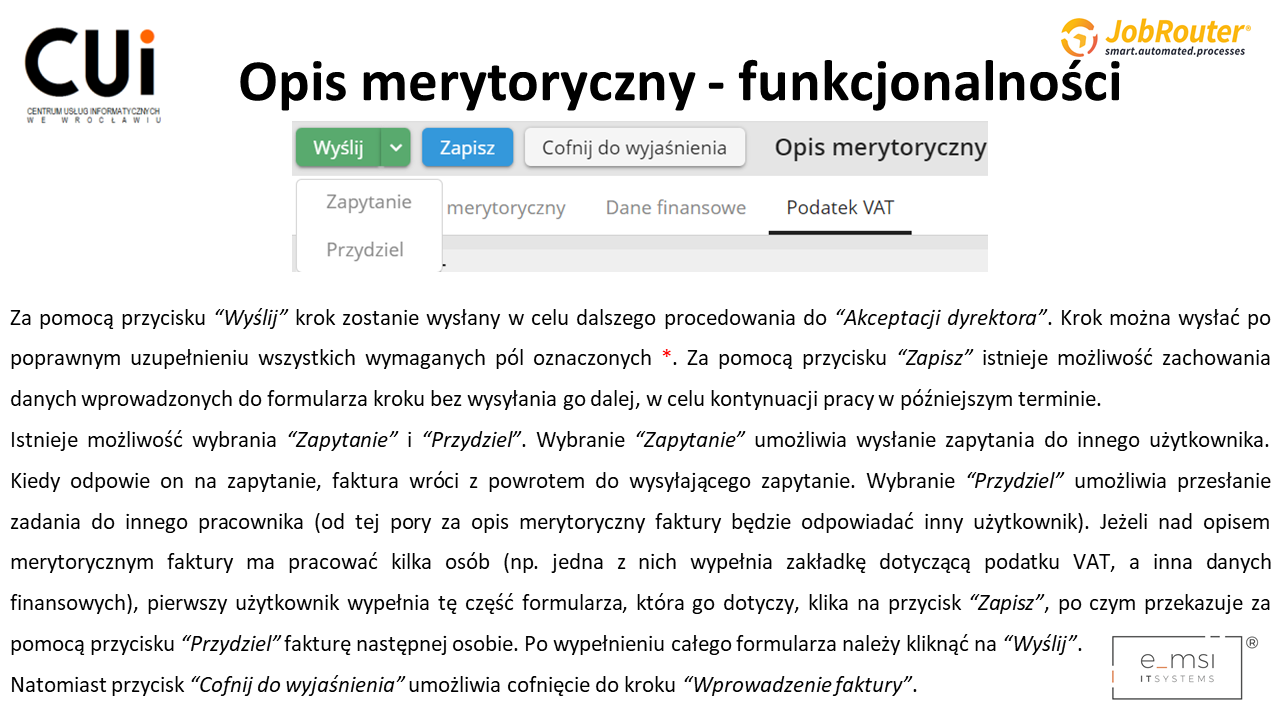 CUi
CENTRUM USŁUG INFORMATYCZNYCH
WE WROCŁAWIU
JobRouter®
smart.automated.processes
Opis merytoryczny - funkcjonalności
Wyślij Zapisz Cofnij do wyjaśnienia Opis merytoryczny
Zapytanie merytoryczny Dane finansowe Podatek VAT
Przydziel
Za pomocą przycisku “Wyślij” krok zostanie wysłany w celu dalszego procedowania do “Akceptacji dyrektora”. Krok można wysłać po
poprawnym uzupełnieniu wszystkich wymaganych pól oznaczonych *. Za pomocą przycisku “Zapisz” istnieje możliwość zachowania
danych wprowadzonych do formularza kroku bez wysyłania go dalej, w celu kontynuacji pracy w późniejszym terminie.
Istnieje możliwość wybrania “Zapytanie” i “Przydziel”. Wybranie “Zapytanie” umożliwia wysłanie zapytania do innego użytkownika.
Kiedy odpowie on na zapytanie, faktura wróci z powrotem do wysyłającego zapytanie. Wybranie “Przydziel” umożliwia przesłanie
zadania do innego pracownika (od tej pory za opis merytoryczny faktury będzie odpowiadać inny użytkownik). Jeżeli nad opisem
merytorycznym faktury ma pracować kilka osób (np. jedna z nich wypełnia zakładkę dotyczącą podatku VAT, a inna danych
finansowych), pierwszy użytkownik wypełnia tę część formularza, która go dotyczy, klika na przycisk “Zapisz”, po czym przekazuje za
pomocą przycisku “Przydziel” fakturę następnej osobie. Po wypełnieniu całego formularza należy kliknąć na “Wyślij”.
Natomiast przycisk “Cofnij do wyjaśnienia” umożliwia cofnięcie do kroku “Wprowadzenie faktury”.
e_msi ®
ITSYSTEMS